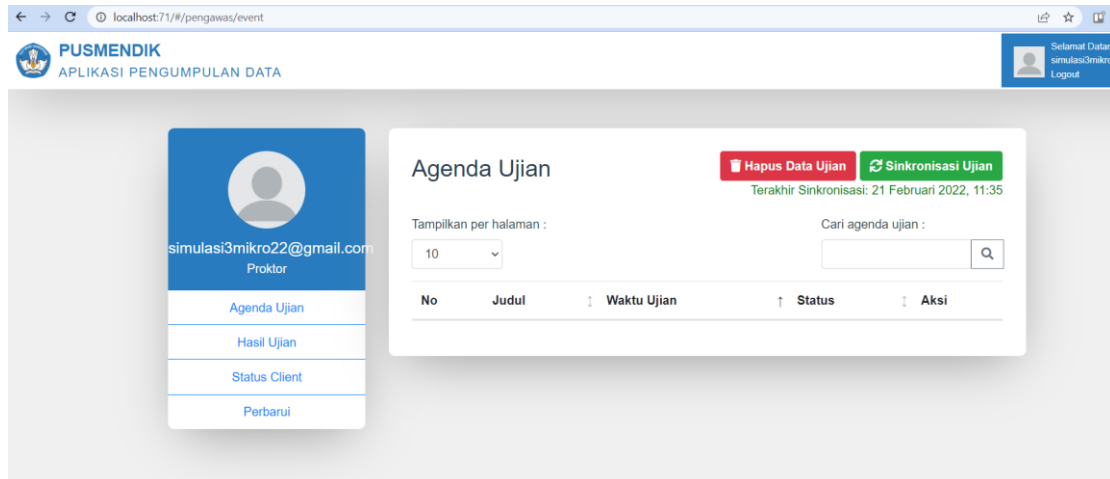 localhost:71/#/pengawas/event
PUSMENDIK
APLIKASI PENGUMPULAN DATA
Selamat Datan
simulasi3mikro
Logout
simulasi3mikro22@gmail.com
Proktor
Agenda Ujian
Hasil Ujian
Status Client
Perbarui
Agenda Ujian
Hapus Data Ujian
Sinkronisasi Ujian
Terakhir Sinkronisasi: 21 Februari 2022, 11:35
Tampilkan per halaman :
Cari agenda ujian :
10
No Judul Waktu Ujian Status Aksi